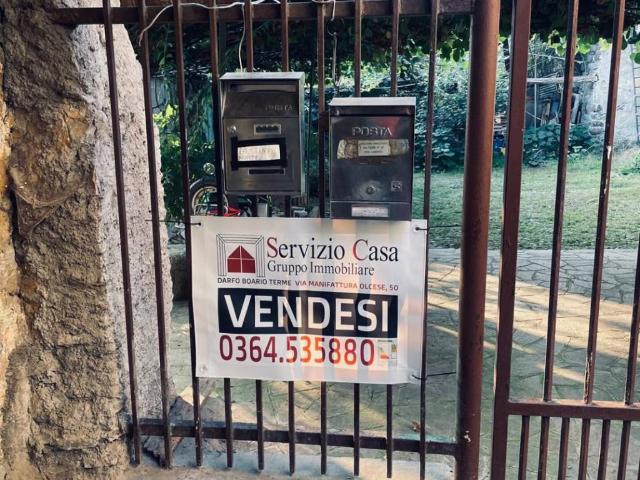 POSTA
POSTA
Servizio Casa
Gruppo Immobiliare
DARFO BOARIO TERME VIA MANIFATTURA OLCESE, 50
VENDESI
0364.535880